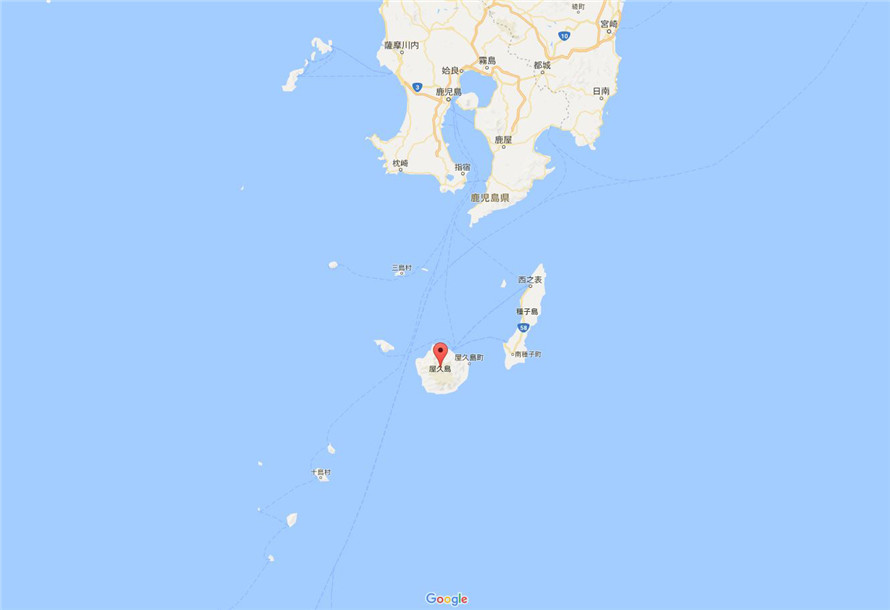 綾町
宮崎
10
薩摩川内
霧島
都城
姶良
3
鹿児島
日南
鹿屋
枕崎
指宿
鹿児島県
三島村
西之表
種子島
58
南種子町
屋久島町
屋久島
十島村
Google